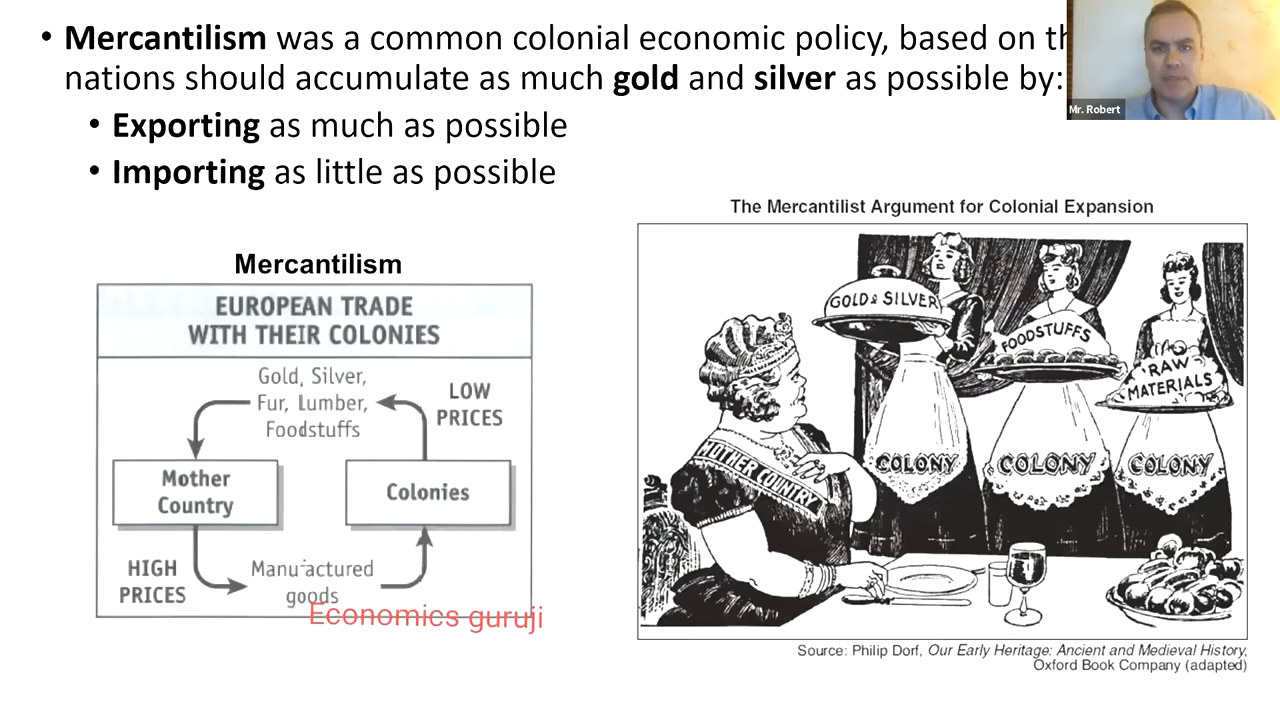 • Mercantilism was a common colonial economic policy, based on
nations should accumulate as much gold and silver as possible by:
• Exporting as much as possible
• Importing as little as possible
Mr. Robert
Mercantilism
EUROPEAN TRADE
WITH THEIR COLONIES
Gold, Silver,
Fur, Lumber,
Foodstuffs
LOW
PRICES
Mother
Country
Colonies
HIGH
PRICES
Manufactured
goods
Economics guruji
The Mercantilist Argument for Colonial Expansion
GOLD & SILVER
FOODSTUFFS
RAW
MATERIALS
MOTHER COUNTRY
COLONY
COLONY
COLONY
Source: Philip Dorf, Our Early Heritage: Ancient and Medieval History,
Oxford Book Company (adapted)